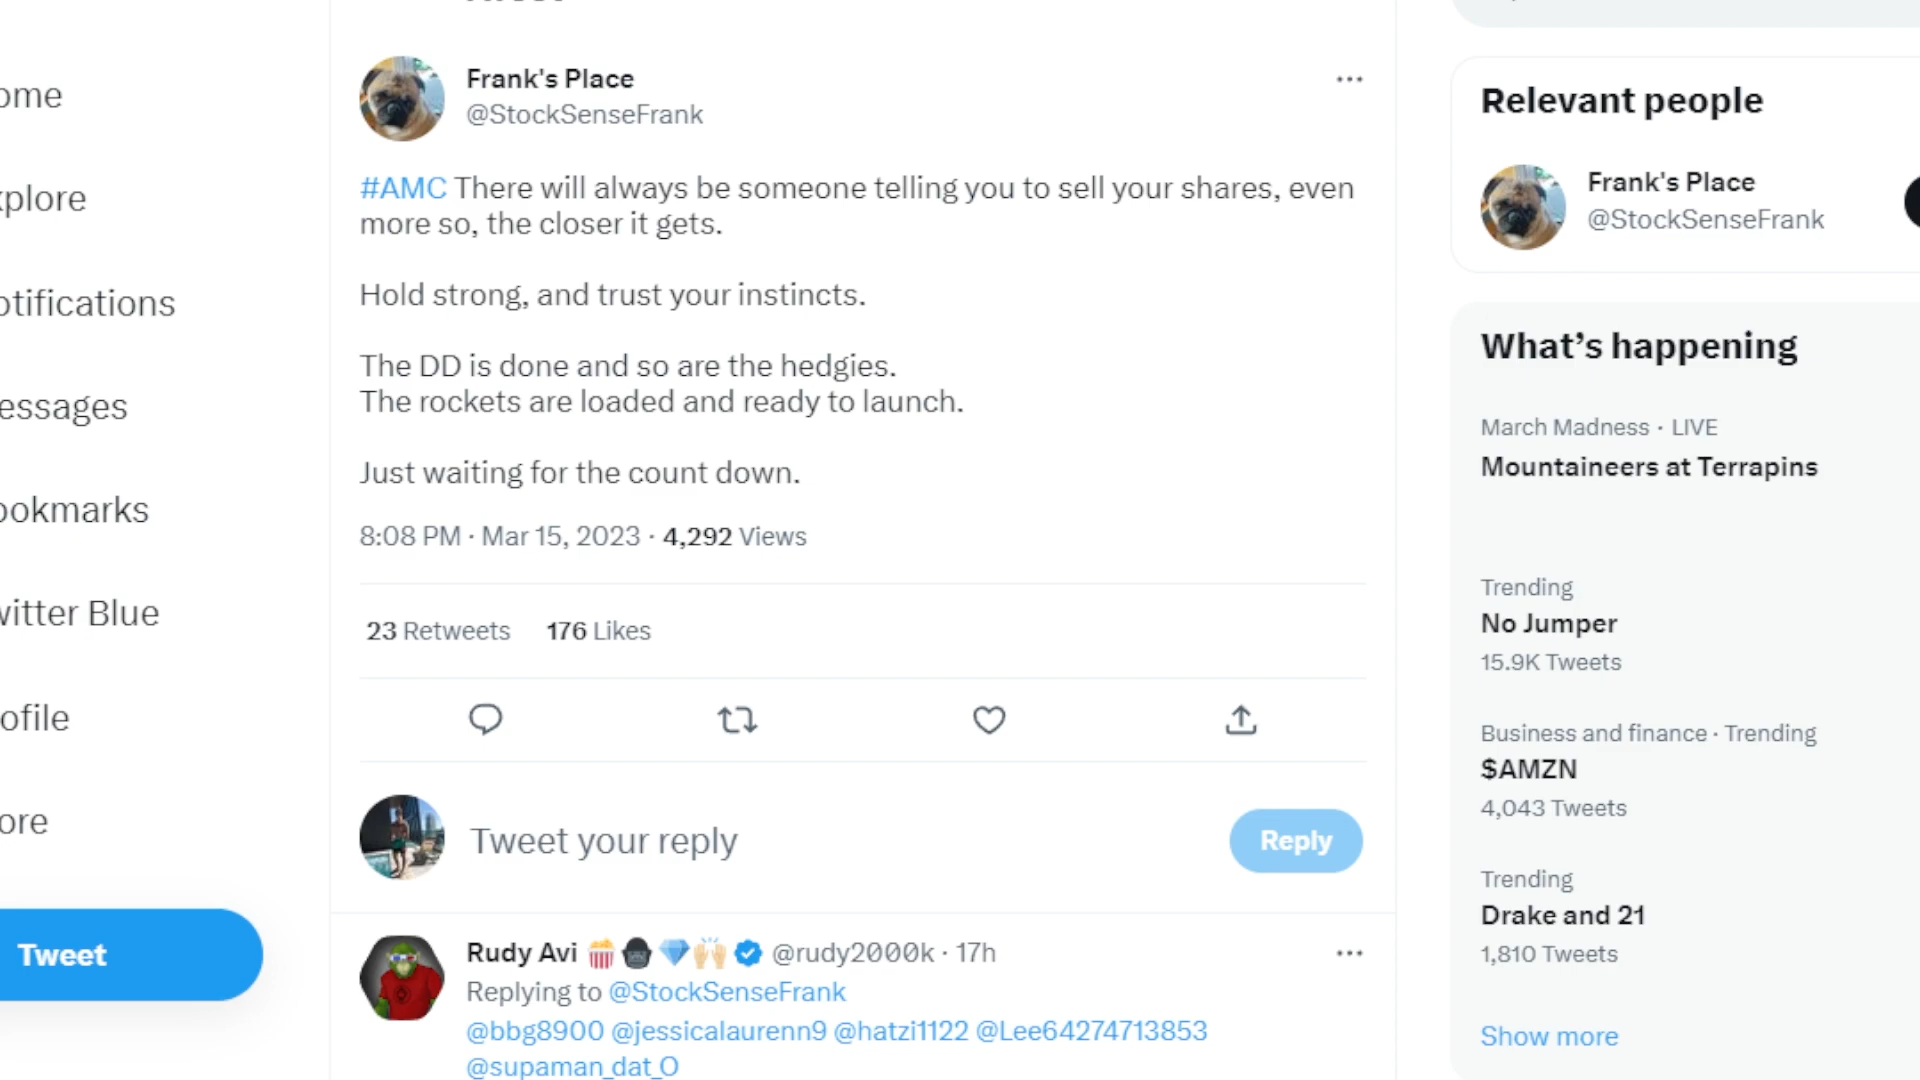 ome
xplore
otifications
essages
ookmarks
witter Blue
ofile
ore
Tweet
Frank's Place
@StockSenseFrank
#AMC There will always be someone telling you to sell your shares, even
more so, the closer it gets.
Hold strong, and trust your instincts.
The DD is done and so are the hedgies.
The rockets are loaded and ready to launch.
Just waiting for the count down.
8:08 PM · Mar 15, 2023 · 4,292 Views
23 Retweets 176 Likes
Tweet your reply
Reply
Rudy Avi @rudy2000k · 17h
Replying to @StockSenseFrank
@bbg8900 @jessicalaurenn9 @hatzi1122 @Lee64274713853
@supaman_dat_O
Relevant people
Frank's Place
@StockSenseFrank
What's happening
March Madness · LIVE
Mountaineers at Terrapins
Trending
No Jumper
15.9K Tweets
Business and finance · Trending
$AMZN
4,043 Tweets
Trending
Drake and 21
1,810 Tweets
Show more